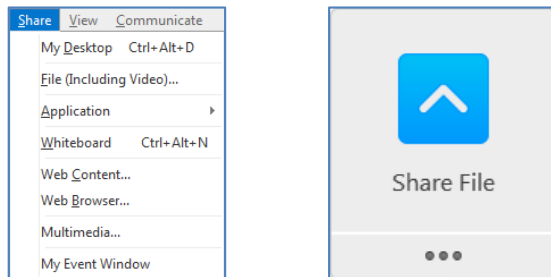 Share View Communicate
My Desktop Ctrl+Alt+D
File (Including Video)...
Application
Whiteboard Ctrl+Alt+N
Web Content...
Web Browser...
Multimedia...
My Event Window
Share File